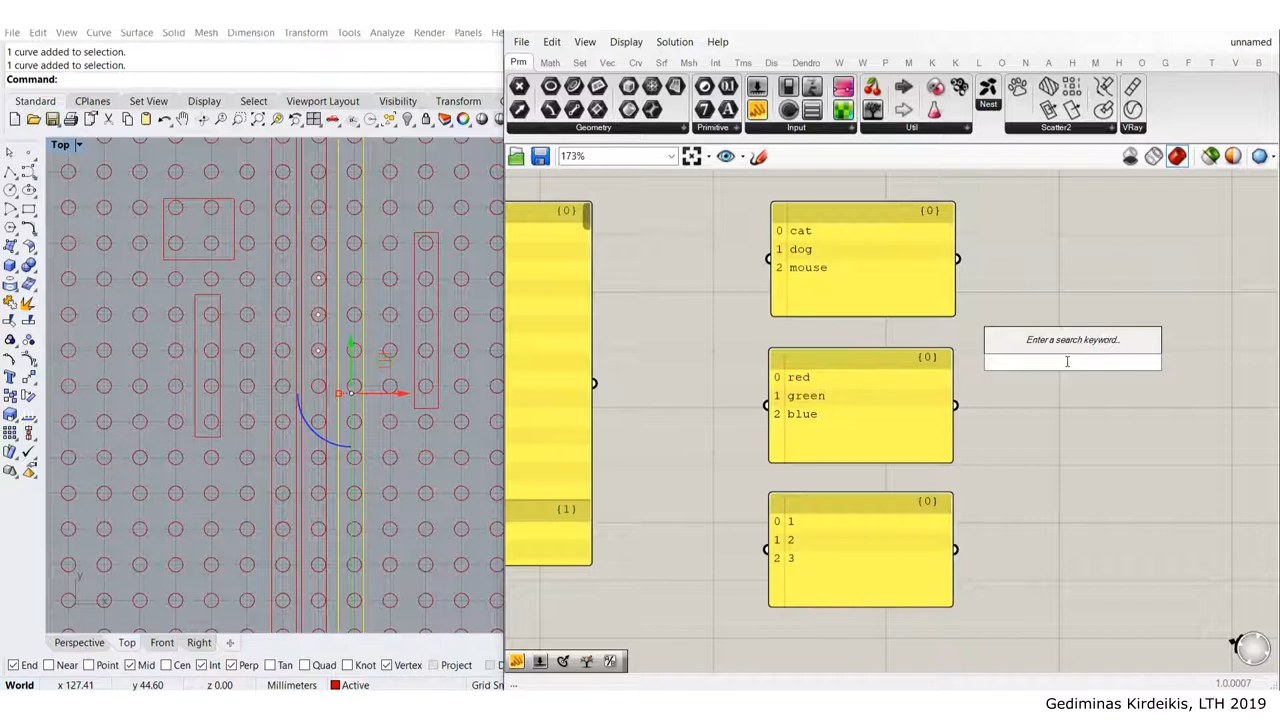 File Edit View Curve Surface Solid Mesh Dimension Transform Tools Analyze Render Panels He
1 curve added to selection.
1 curve added to selection.
Command:
Standard CPlanes Set View Display Select Viewport Layout Visibility Transform C
Top
y
x
Perspective Top Front Right
End Near Point Mid Cen Int Perp Tan Quad Knot Vertex Project D
World x 127.41 y 44.60 z 0.00 Millimeters Active Grid Sn
File Edit View Display Solution Help unnamed
Prm Math Set Vec Crv Srf Msh Int Trns Dis Dendro W W P M K K L O N O A O H M H M S V B
Nest
Geometry Primitive Input Util Scatter2 VRay
173%
{0}
{1}
{0}
0 cat
1 dog
2 mouse
Enter a search keyword..
{0}
0 red
1 green
2 blue
{0}
0 1
1 2
2 3
...
1.0.0007
Gediminas Kirdeikis, LTH 2019